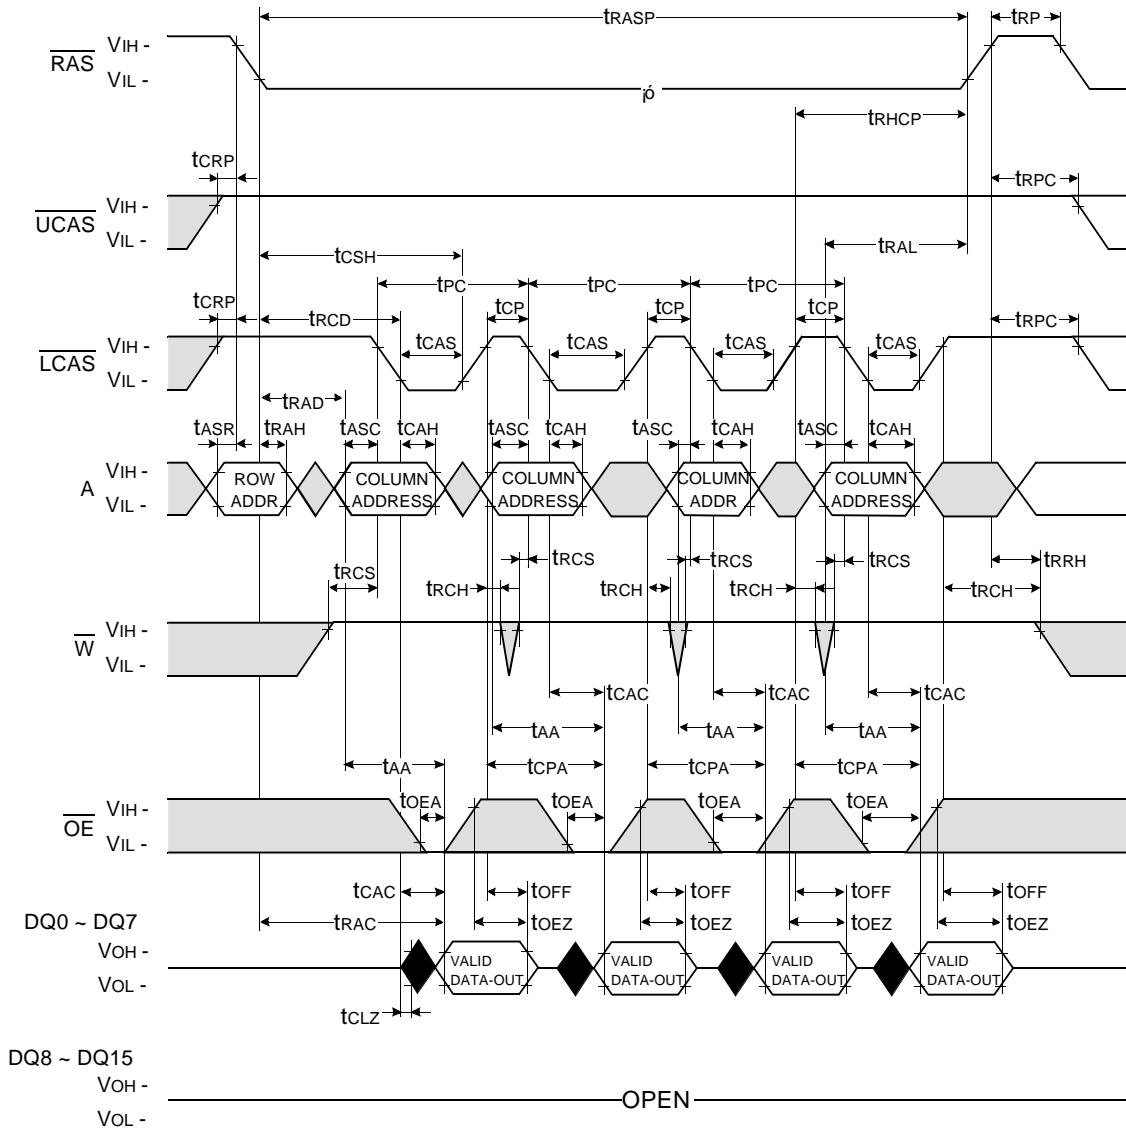 tRASP tRP
RAS VIH -
VIL -
ió
tRHCP
tCRP tRPC
UCAS VIH -
VIL -
tCSH tRAL
tPC tPC tPC
tCRP tRCD tCP tCP tCP tRPC
LCAS VIH -
VIL -
tCAS tCAS tCAS tCAS
tRAD
tASR tRAH tASC tCAH tASC tCAH tASC tCAH tASC tCAH
A VIH -
VIL -
ROW ADDR
COLUMN ADDRESS
COLUMN ADDRESS
COLUMN ADDR
COLUMN ADDRESS
tRCS tRCS tRCS tRCS tRRH
tRCH tRCH tRCH tRCH
W VIH -
VIL -
tCAC tCAC tCAC
tAA tAA tAA
tAA tCPA tCPA tCPA
tOEA tOEA tOEA tOEA
OE VIH -
VIL -
tCAC tOFF tOFF tOFF tOFF
tRAC tOEZ tOEZ tOEZ tOEZ
DQ0 ~ DQ7
VOH -
VOL -
VALID DATA-OUT
VALID DATA-OUT
VALID DATA-OUT
VALID DATA-OUT
tCLZ
DQ8 ~ DQ15
VOH -
VOL -
OPEN